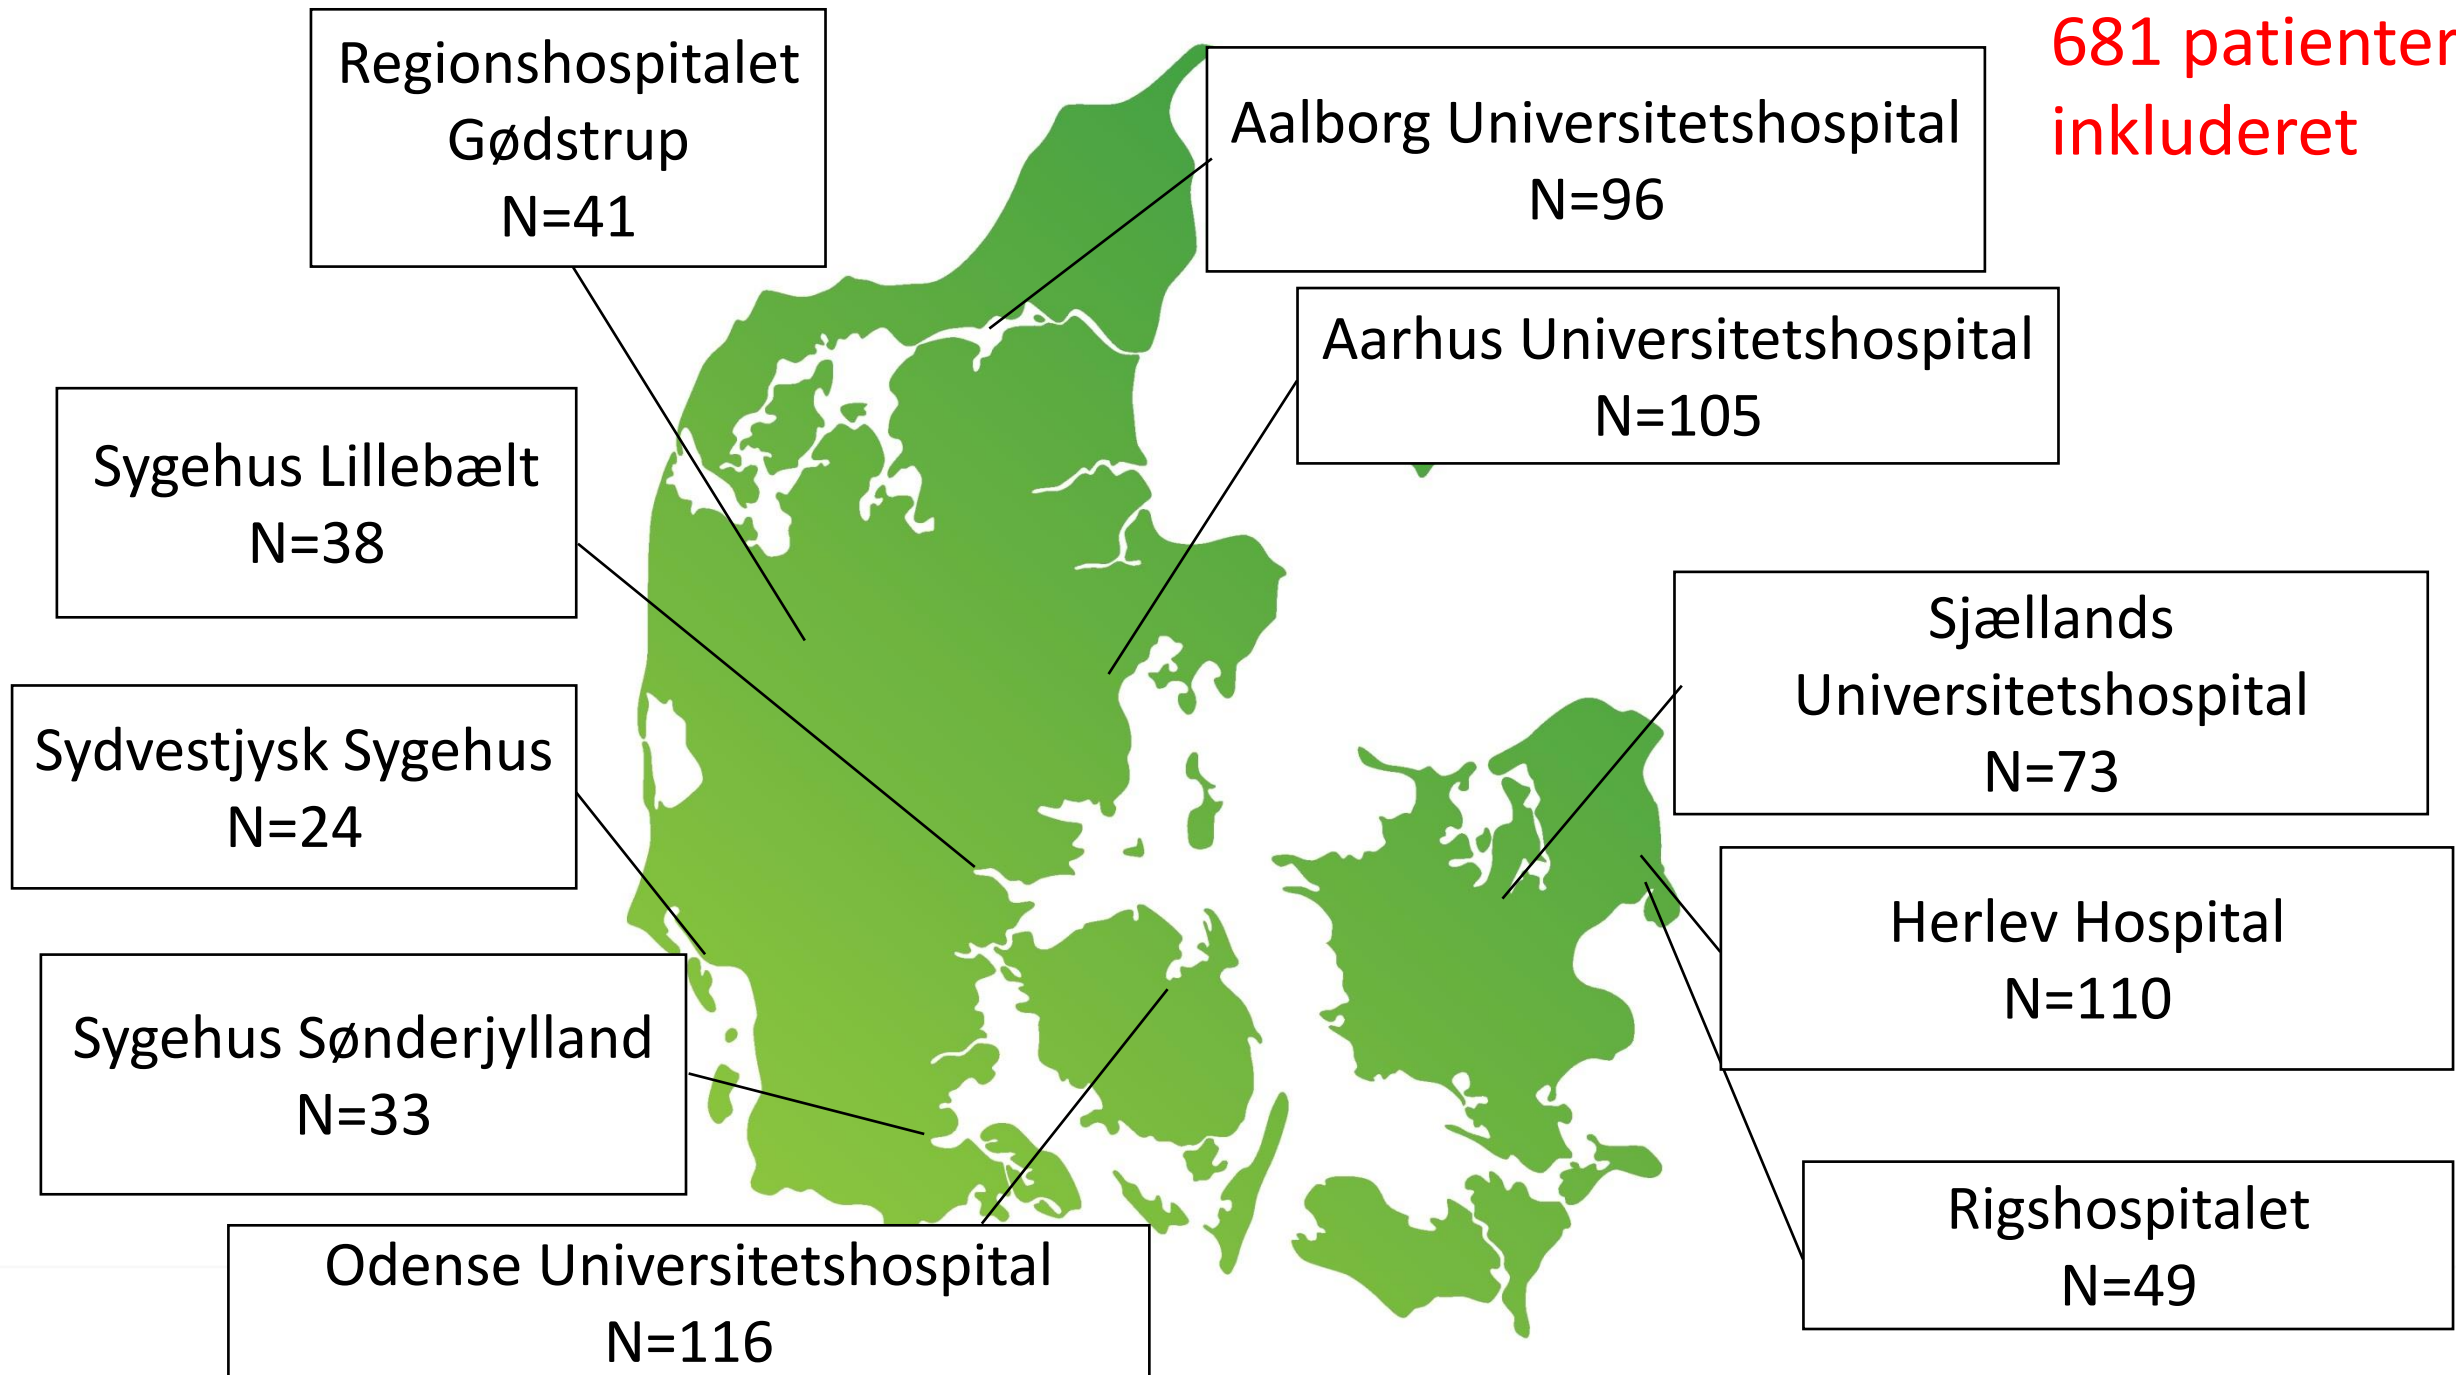 681 patienter
inkluderet
Regionshospitalet
Gødstrup
N=41
Aalborg Universitetshospital
N=96
Aarhus Universitetshospital
N=105
Sygehus Lillebælt
N=38
Sjællands
Universitetshospital
N=73
Sydvestjysk Sygehus
N=24
Herlev Hospital
N=110
Sygehus Sønderjylland
N=33
Rigshospitalet
N=49
Odense Universitetshospital
N=116